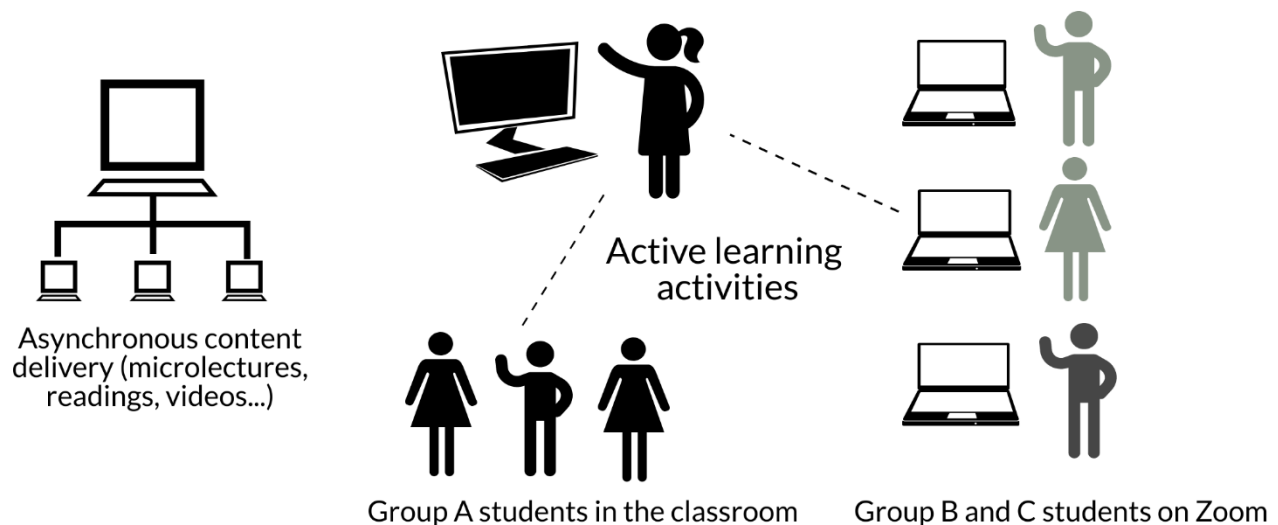 Asynchronous content
delivery (microlectures,
readings, videos...)
Active learning
activities
Group A students in the classroom
Group B and C students on Zoom